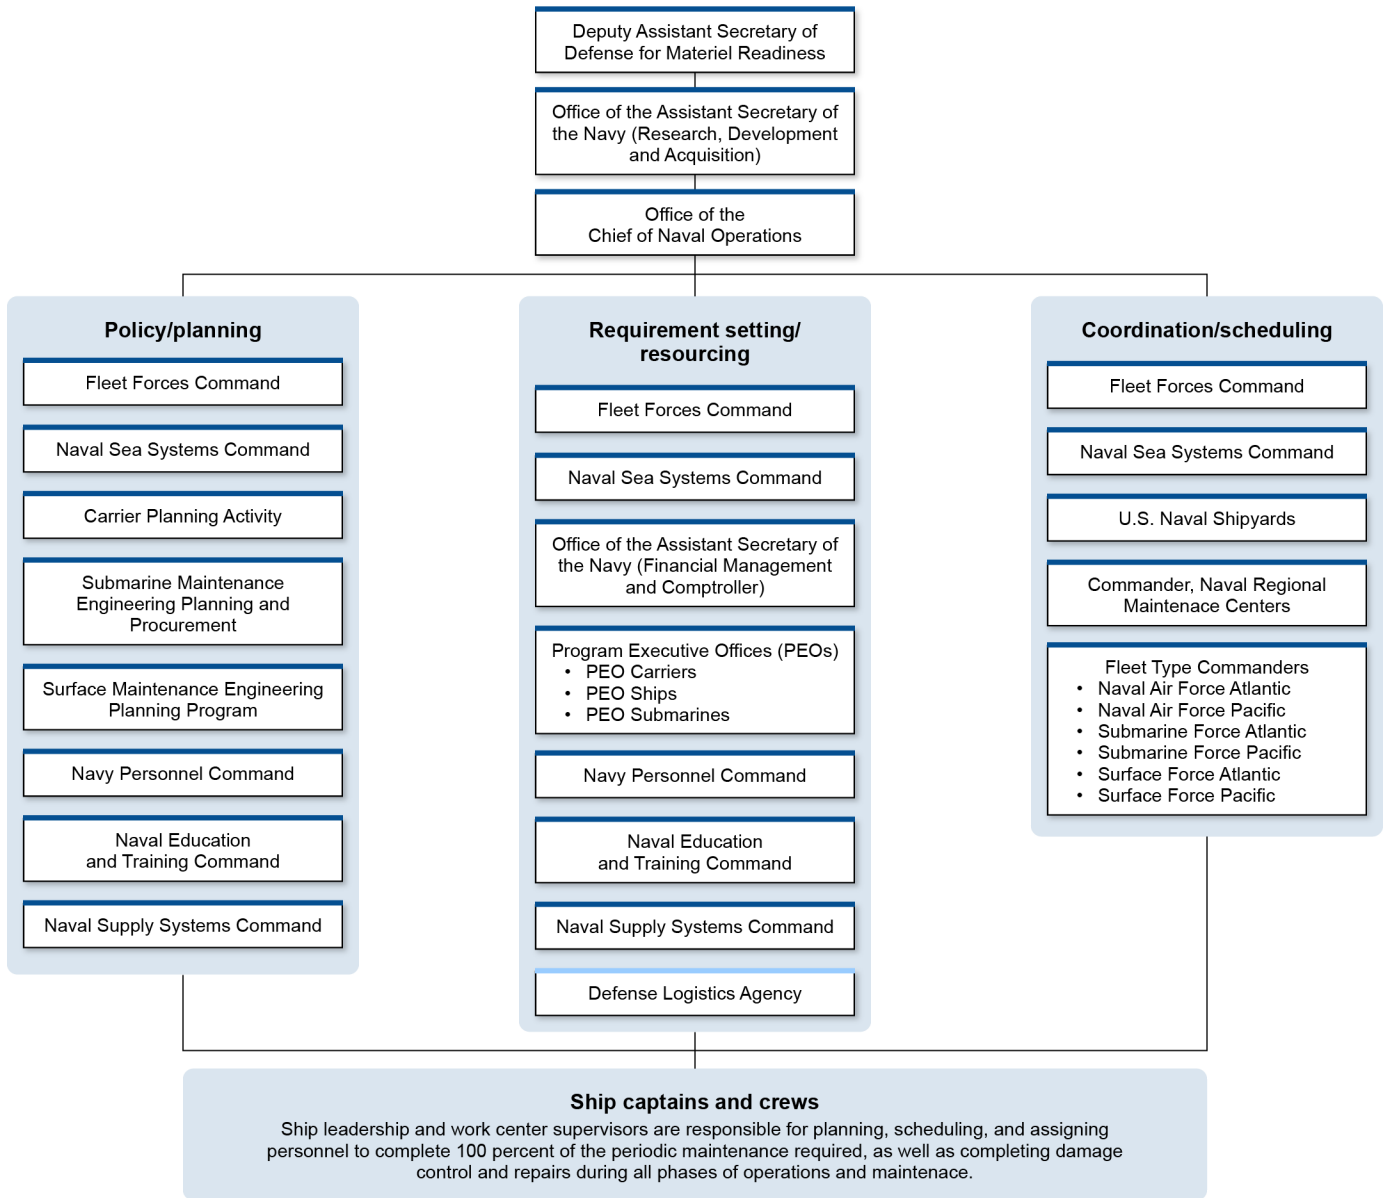 Deputy Assistant Secretary of
Defense for Materiel Readiness
Office of the Assistant Secretary of
the Navy (Research, Development
and Acquisition)
Office of the
Chief of Naval Operations
Policy/planning
Fleet Forces Command
Naval Sea Systems Command
Carrier Planning Activity
Submarine Maintenance
Engineering Planning and
Procurement
Surface Maintenance Engineering
Planning Program
Navy Personnel Command
Naval Education
and Training Command
Naval Supply Systems Command
Requirement setting/
resourcing
Fleet Forces Command
Naval Sea Systems Command
Office of the Assistant Secretary of
the Navy (Financial Management
and Comptroller)
Program Executive Offices (PEOs)
• PEO Carriers
• PEO Ships
• PEO Submarines
Navy Personnel Command
Naval Education
and Training Command
Naval Supply Systems Command
Defense Logistics Agency
Coordination/scheduling
Fleet Forces Command
Naval Sea Systems Command
U.S. Naval Shipyards
Commander, Naval Regional
Maintenace Centers
Fleet Type Commanders
• Naval Air Force Atlantic
• Naval Air Force Pacific
• Submarine Force Atlantic
• Submarine Force Pacific
• Surface Force Atlantic
• Surface Force Pacific
Ship captains and crews
Ship leadership and work center supervisors are responsible for planning, scheduling, and assigning
personnel to complete 100 percent of the periodic maintenance required, as well as completing damage
control and repairs during all phases of operations and maintenace.